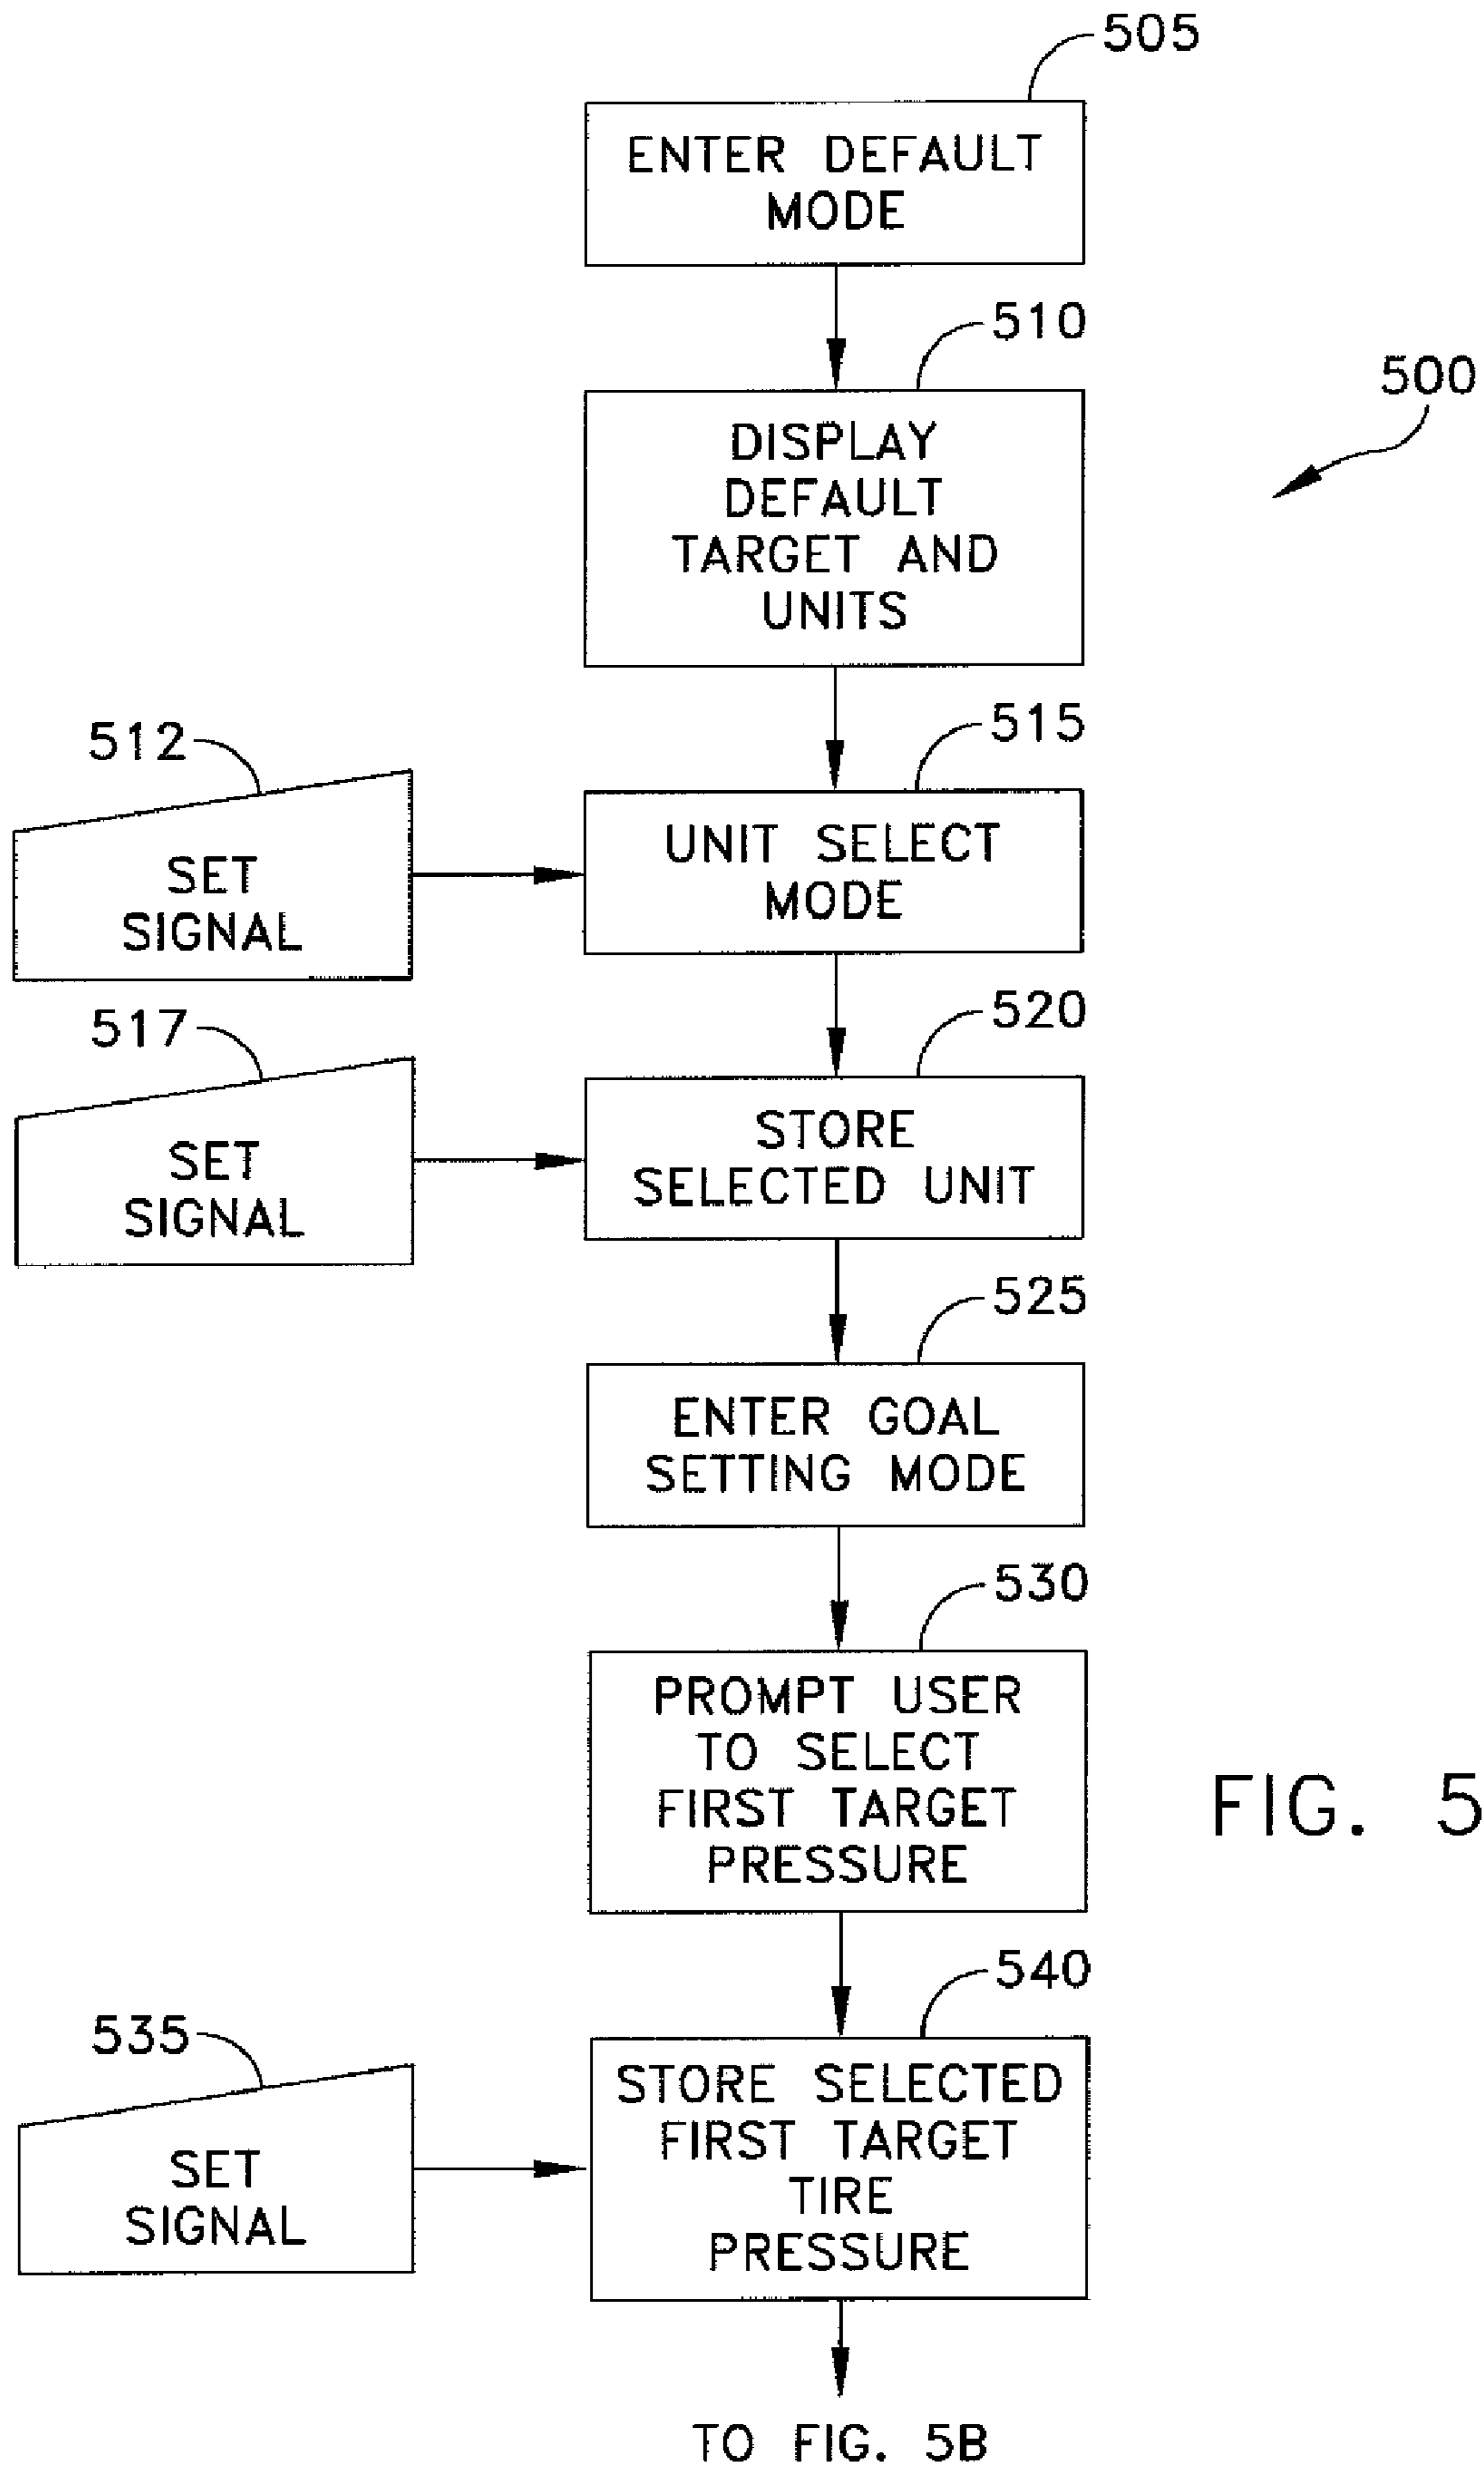 505
ENTER DEFAULT
MODE
510
500
DISPLAY
DEFAULT
TARGET AND
UNITS
512
515
SET
SIGNAL
UNIT SELECT
MODE
517
520
SET
SIGNAL
STORE
SELECTED UNIT
525
ENTER GOAL
SETTING MODE
530
PROMPT USER
TO SELECT
FIRST TARGET
PRESSURE
FIG. 5
535
540
SET
SIGNAL
STORE SELECTED
FIRST TARGET
TIRE
PRESSURE
TO FIG. 5B